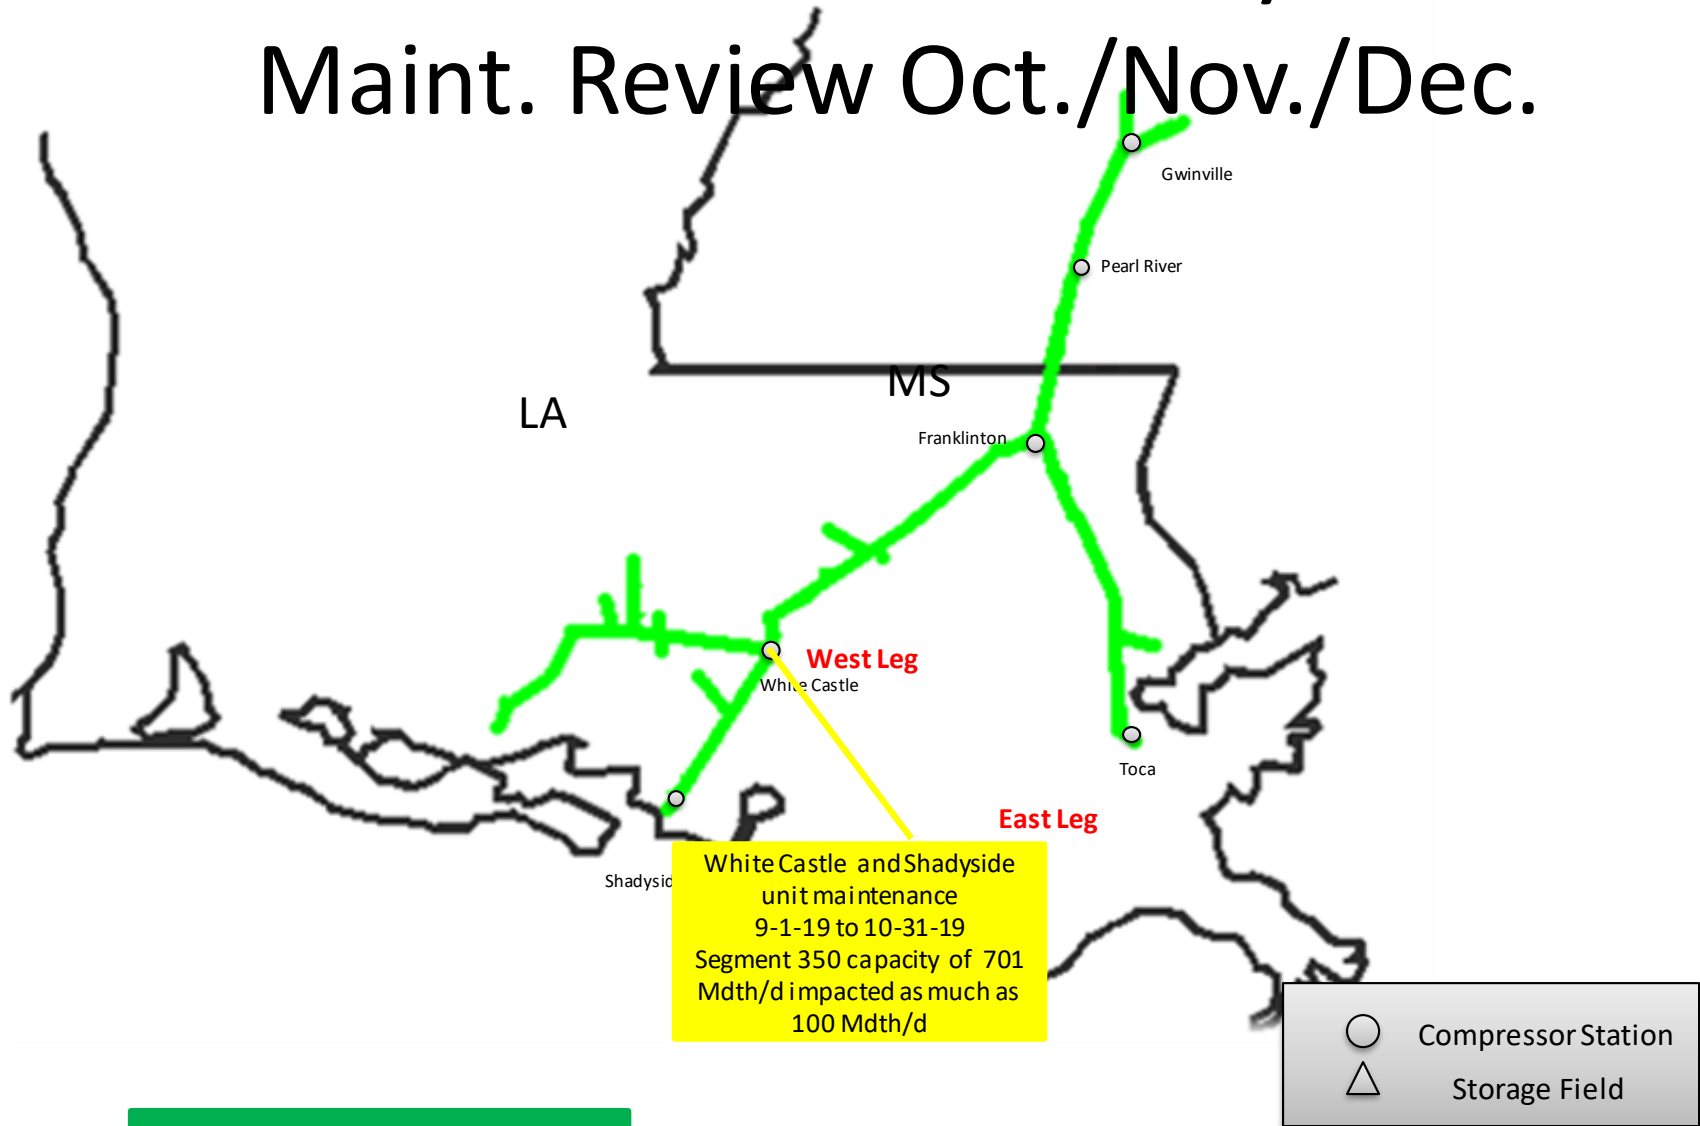 Maint. Review Oct./Nov./Dec.
Gwinville
Pearl River
MS
LA
Franklinton
West Leg
White Castle
Toca
East Leg
White Castle and Shadyside
unit maintenance
9-1-19 to 10-31-19
Segment 350 capacity of 701
Mdth/d impacted as much as
100 Mdth/d
Shadysid
Compressor Station
Storage Field